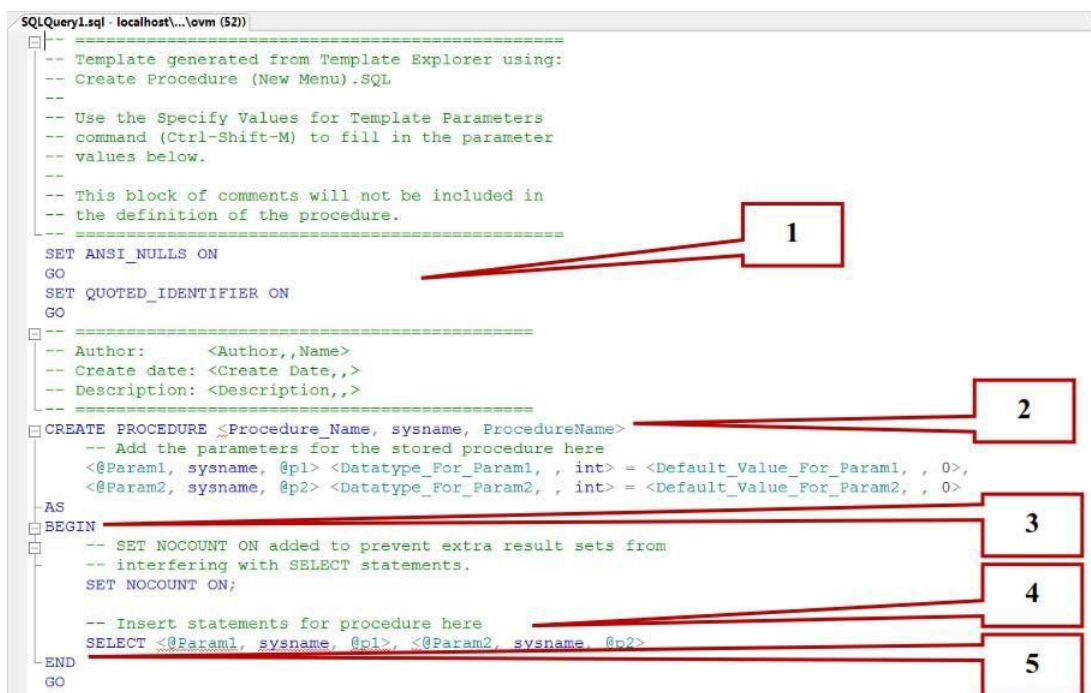 SQLQuery1.sql - localhost\...\ovm (52))
-- ================================================
-- Template generated from Template Explorer using:
-- Create Procedure (New Menu).SQL
--
-- Use the Specify Values for Template Parameters
-- command (Ctrl-Shift-M) to fill in the parameter
-- values below.
--
-- This block of comments will not be included in
-- the definition of the procedure.
-- ================================================
1
SET ANSI_NULLS ON
GO
SET QUOTED_IDENTIFIER ON
GO
-- =============================================
-- Author:		<Author,,Name>
-- Create date: <Create Date,,>
-- Description:	<Description,,>
-- =============================================
2
CREATE PROCEDURE <Procedure_Name, sysname, ProcedureName>
-- Add the parameters for the stored procedure here
<@Param1, sysname, @p1> <Datatype_For_Param1, , int> = <Default_Value_For_Param1, , 0>,
<@Param2, sysname, @p2> <Datatype_For_Param2, , int> = <Default_Value_For_Param2, , 0>
AS
BEGIN
3
-- SET NOCOUNT ON added to prevent extra result sets from
-- interfering with SELECT statements.
SET NOCOUNT ON;
4
-- Insert statements for procedure here
SELECT <@Param1, sysname, @p1>, <@Param2, sysname, @p2>
END
5
GO